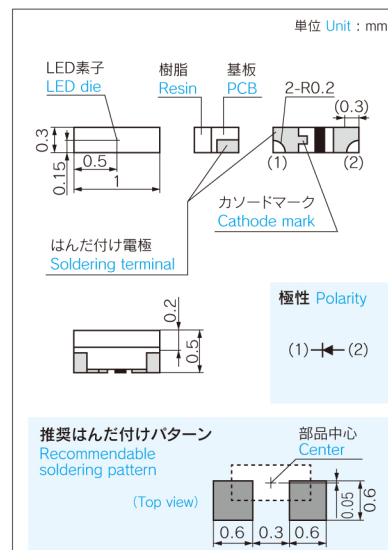 単位 Unit : mm
LED素子
LED die
樹脂
Resin
基板
PCB
2-R0.2
(0.3)
0.3
0.15
0.5
1
(1)
(2)
カソードマーク
Cathode mark
はんだ付け電極
Soldering terminal
0.2
0.5
極性 Polarity
(1)
(2)
推奨はんだ付けパターン
Recommendable
soldering pattern
(Top view)
部品中心
Center
0.05
0.6
0.6
0.3
0.6